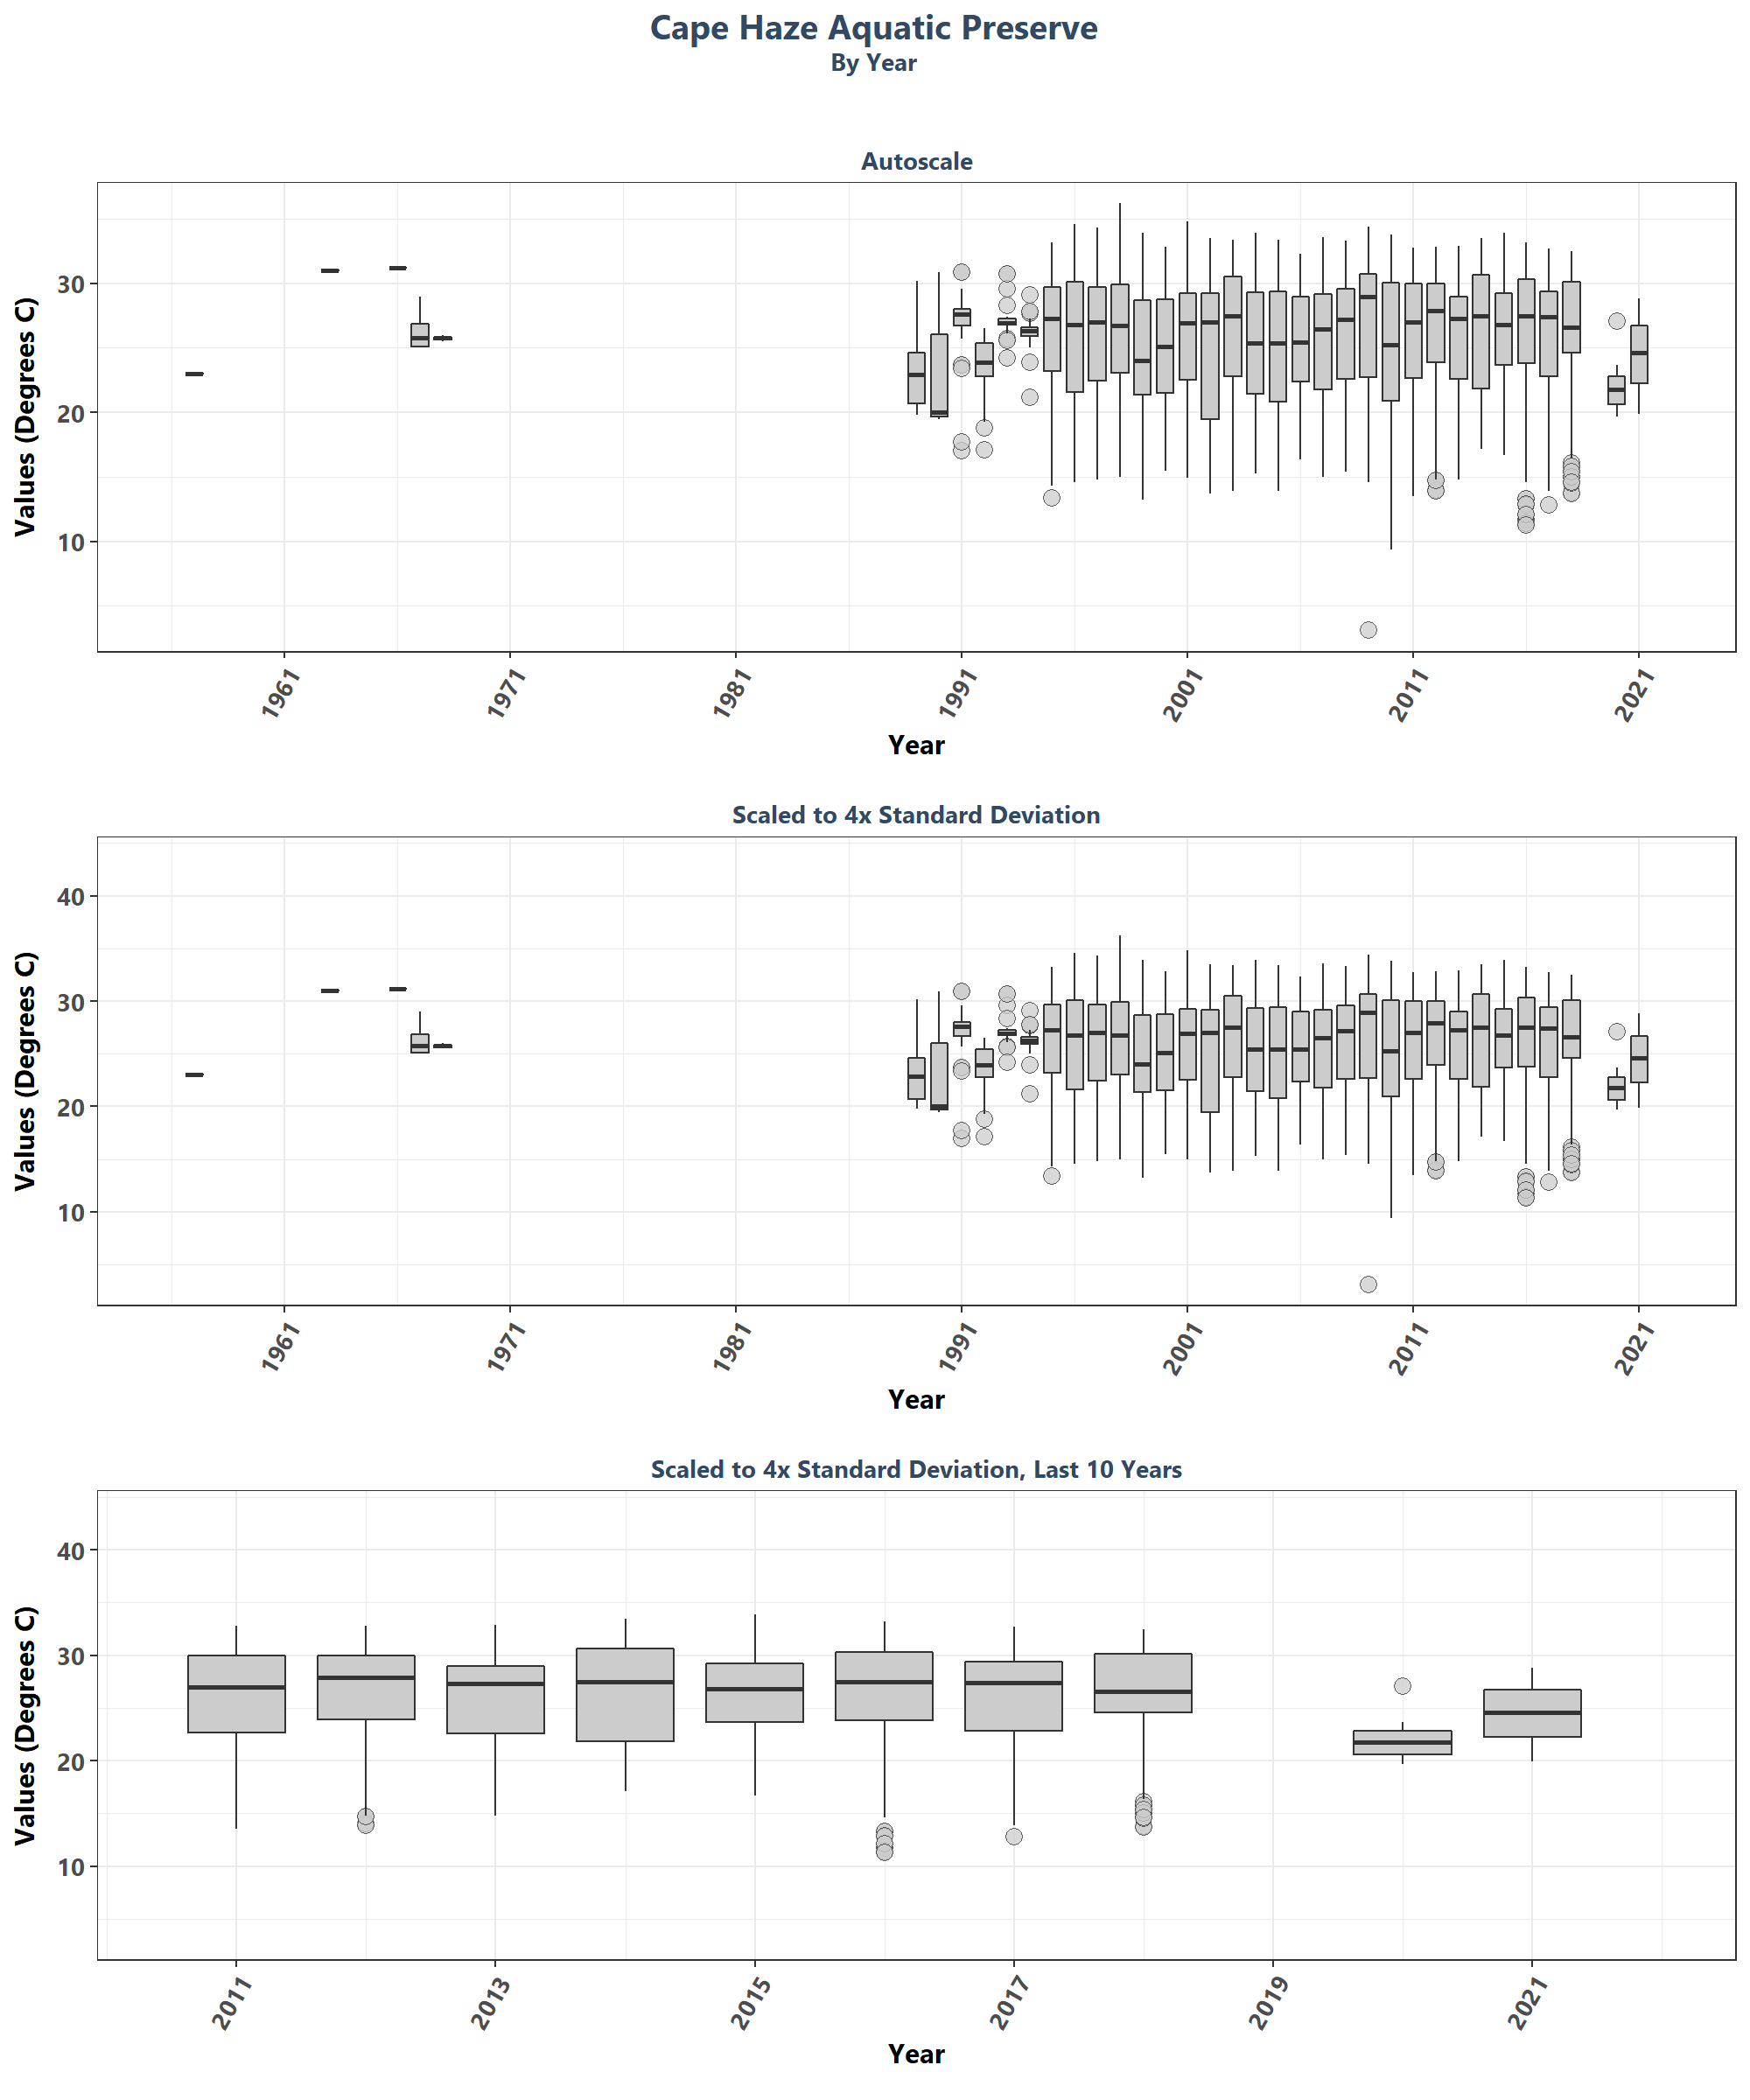 Cape Haze Aquatic Preserve
By Year
Autoscale
Values (Degrees C)
30
20
10
1961
1971
1981
1991
2001
2011
2021
Year
Scaled to 4x Standard Deviation
Values (Degrees C)
40
30
20
10
1961
1971
1981
1991
2001
2011
2021
Year
Scaled to 4x Standard Deviation, Last 10 Years
Values (Degrees C)
40
30
20
10
2011
2013
2015
2017
2019
2021
Year